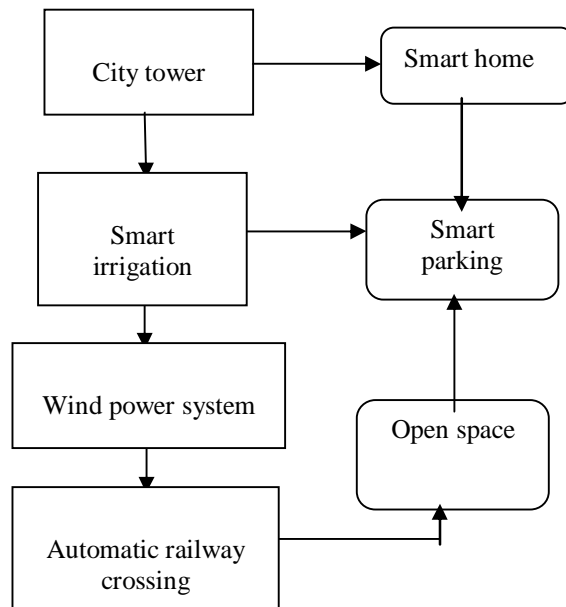 City tower
Smart home
Smart
irrigation
Smart
parking
Wind power system
Open space
Automatic railway
crossing